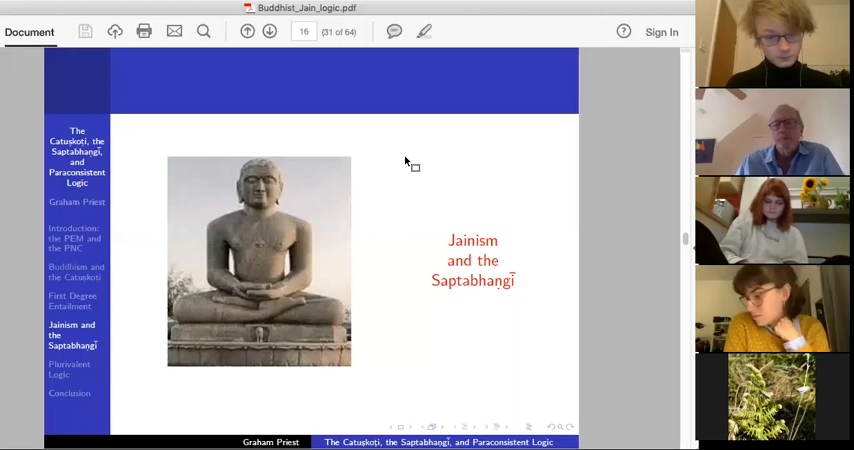 Buddhist_Jain_logic.pdf
Document
16
(31 of 64)
Sign In
The
Catuṣkoṭi, the
Saptabhaṅgī,
and
Paraconsistent
Logic
Graham Priest
Introduction:
the PEM and
the PNC
Buddhism and
the Catuskoti
First Degree
Entailment
Jainism and
the
Saptabhaṅgī
Plurivalent
Logic
Conclusion
Jainism
and the
Saptabhaṇgī
Graham Priest
The Catuṣkoṭi, the Saptabhaṅgī, and Paraconsistent Logic